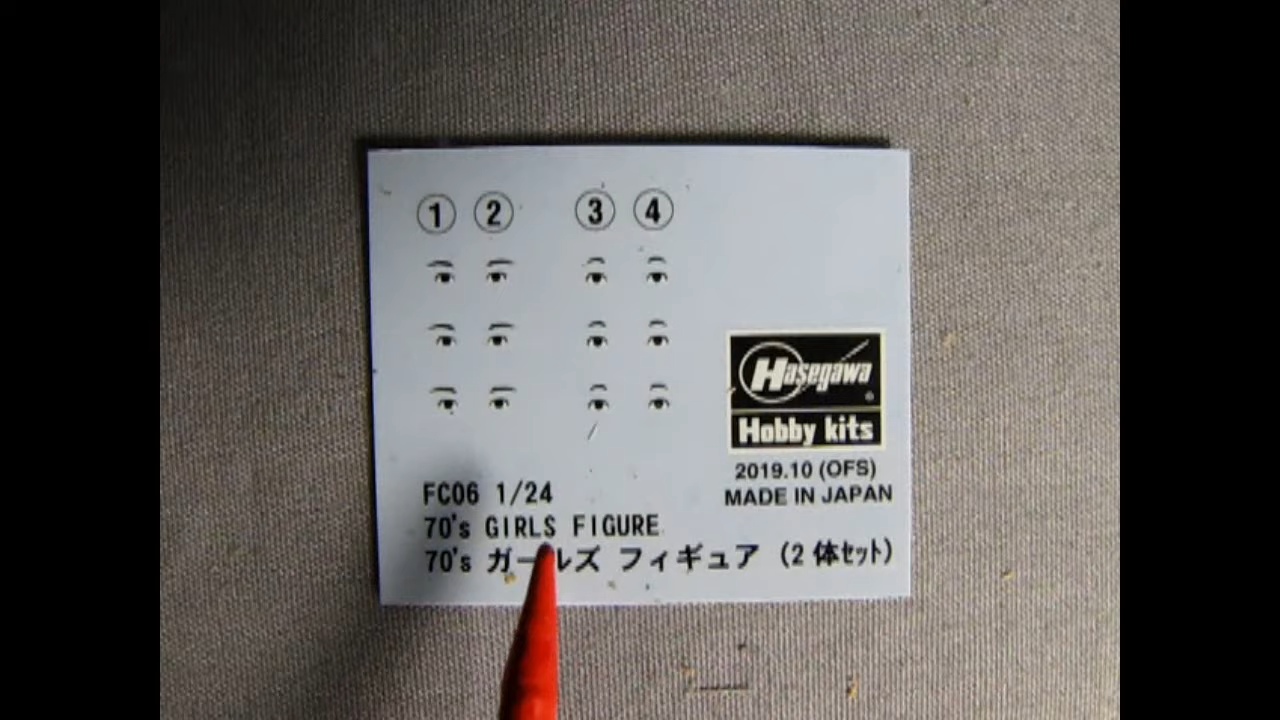 ① ② ③ ④
Hasegawa®
Hobby kits
2019.10 (OFS)
MADE IN JAPAN
FC06 1/24
70's GIRLS FIGURE
70's ガールズ フィギュア (2体セット)